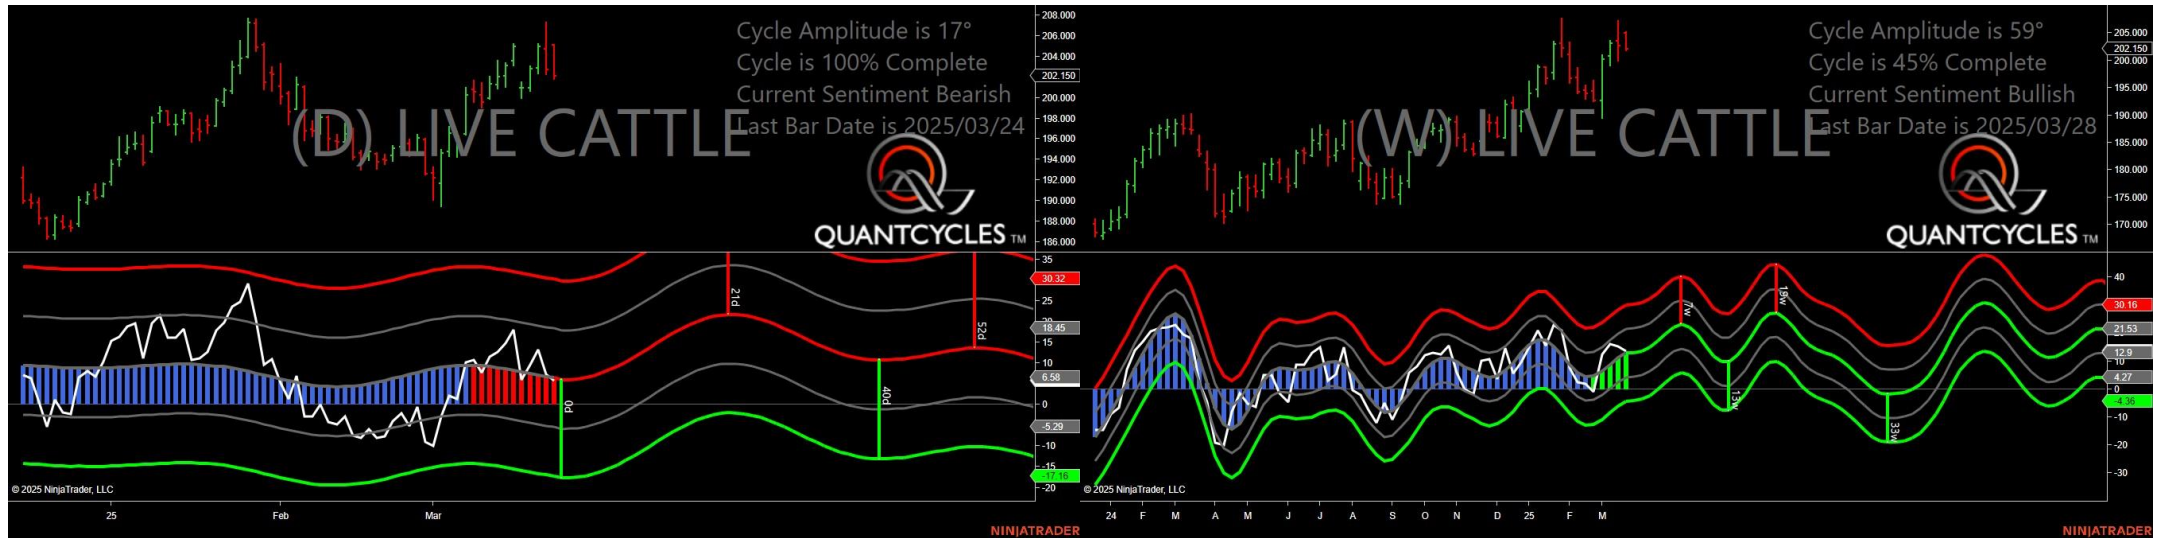 Cycle Amplitude is 17°
Cycle is 100% Complete
Current Sentiment Bearish
Last Bar Date is 2025/03/24
(D) LIVE CATTLE
QUANTCYCLES TM
208.000
206.000
204.000
202.150
200.000
198.000
196.000
194.000
192.000
190.000
188.000
186.000
35
30.32
25
18.45
15
10
6.58
0
-5.29
-10
-15
-17.16
-20
21d
52d
0d
40d
© 2025 NinjaTrader, LLC
25 Feb Mar
NINJATRADER
Cycle Amplitude is 59°
Cycle is 45% Complete
Current Sentiment Bullish
Last Bar Date is 2025/03/28
(W) LIVE CATTLE
QUANTCYCLES TM
205.000
202.150
200.000
195.000
190.000
185.000
180.000
175.000
170.000
40
30.16
21.53
12.9
10
4.27
0
-4.36
-10
-20
-30
7w
19w
13w
33w
© 2025 NinjaTrader, LLC
24 F M A M J J A S O N D 25 F M
NINJATRADER